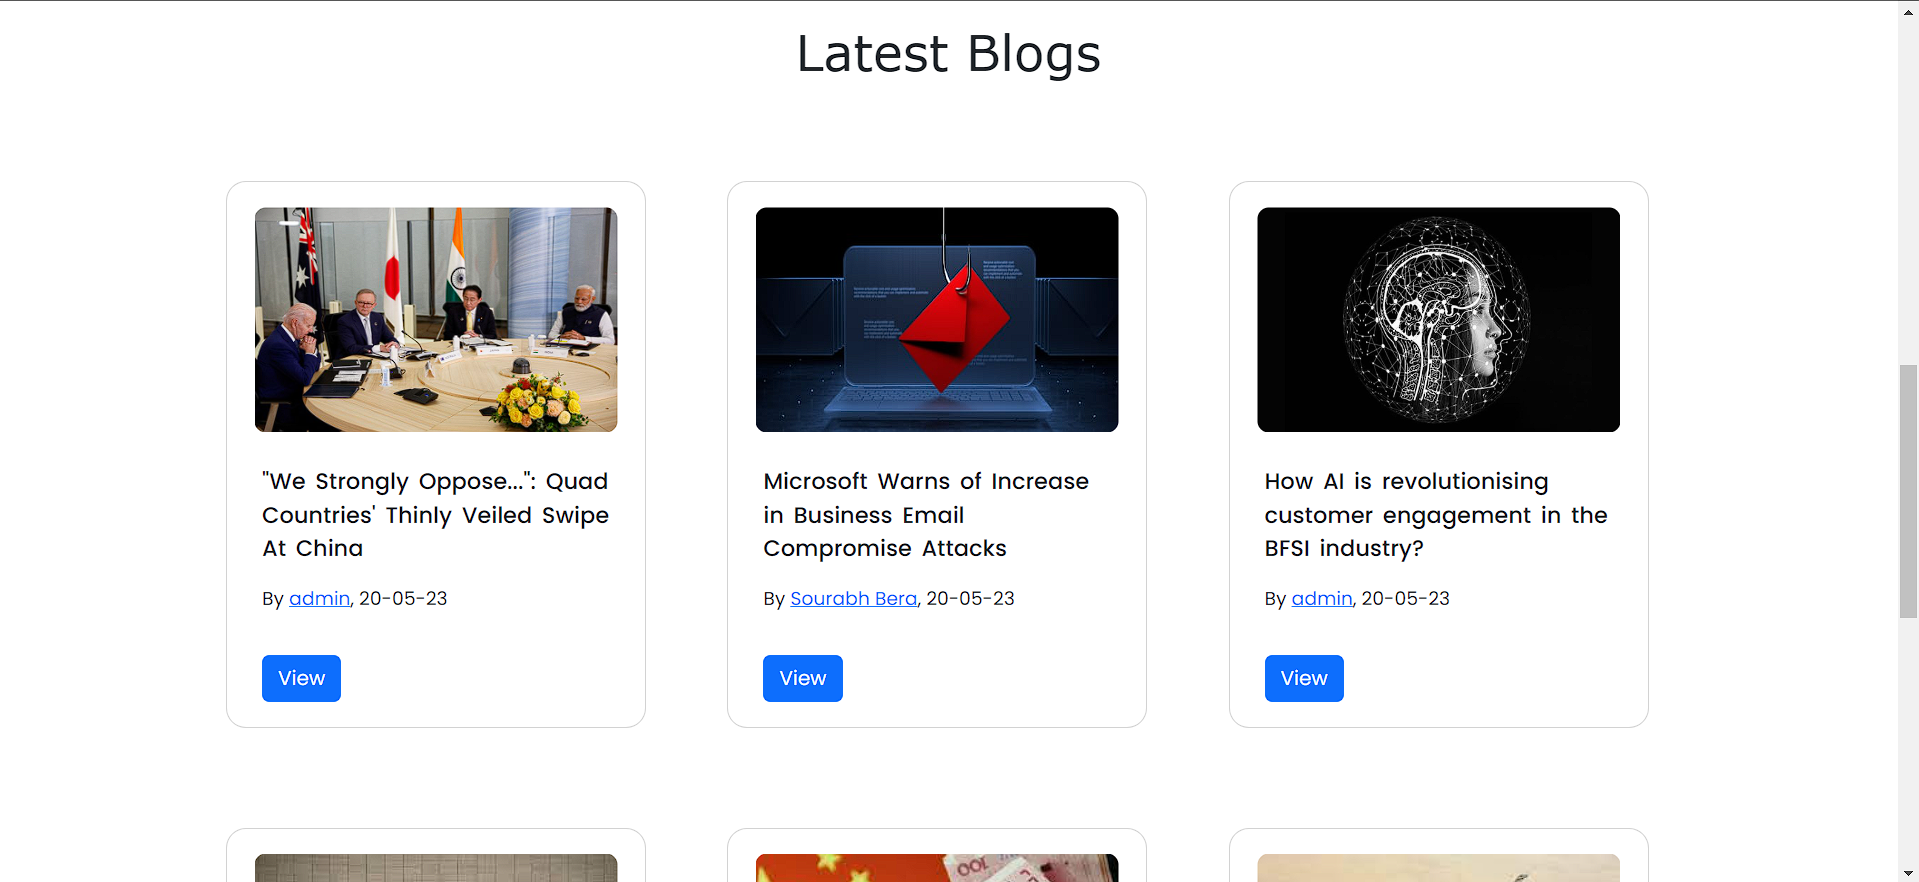 Latest Blogs
"We Strongly Oppose...": Quad
Countries' Thinly Veiled Swipe
At China
By admin, 20-05-23
View
Microsoft Warns of Increase
in Business Email
Compromise Attacks
By Sourabh Bera, 20-05-23
View
How AI is revolutionising
customer engagement in the
BFSI industry?
By admin, 20-05-23
View
100